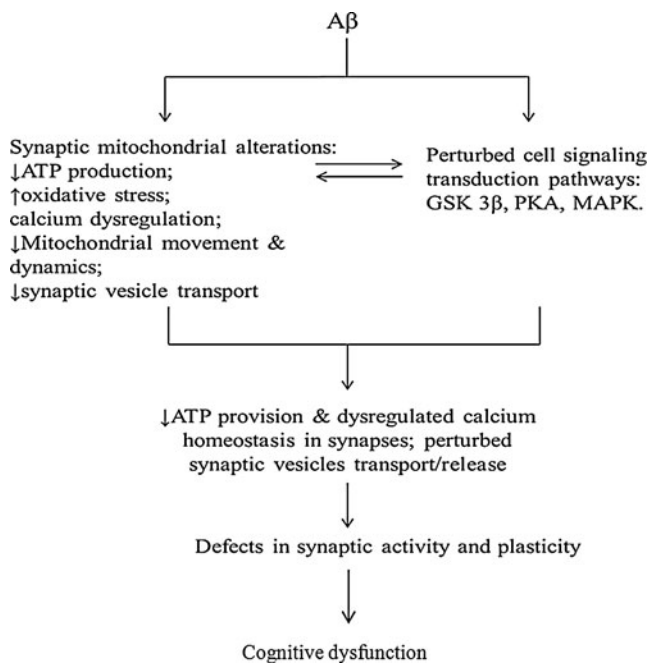 Aβ
Synaptic mitochondrial alterations:
↓ATP production;
↑oxidative stress;
calcium dysregulation;
↓Mitochondrial movement &
dynamics;
↓synaptic vesicle transport
Perturbed cell signaling
transduction pathways:
GSK 3β, PKA, MAPK.
↓ATP provision & dysregulated calcium
homeostasis in synapses; perturbed
synaptic vesicles transport/release
Defects in synaptic activity and plasticity
Cognitive dysfunction